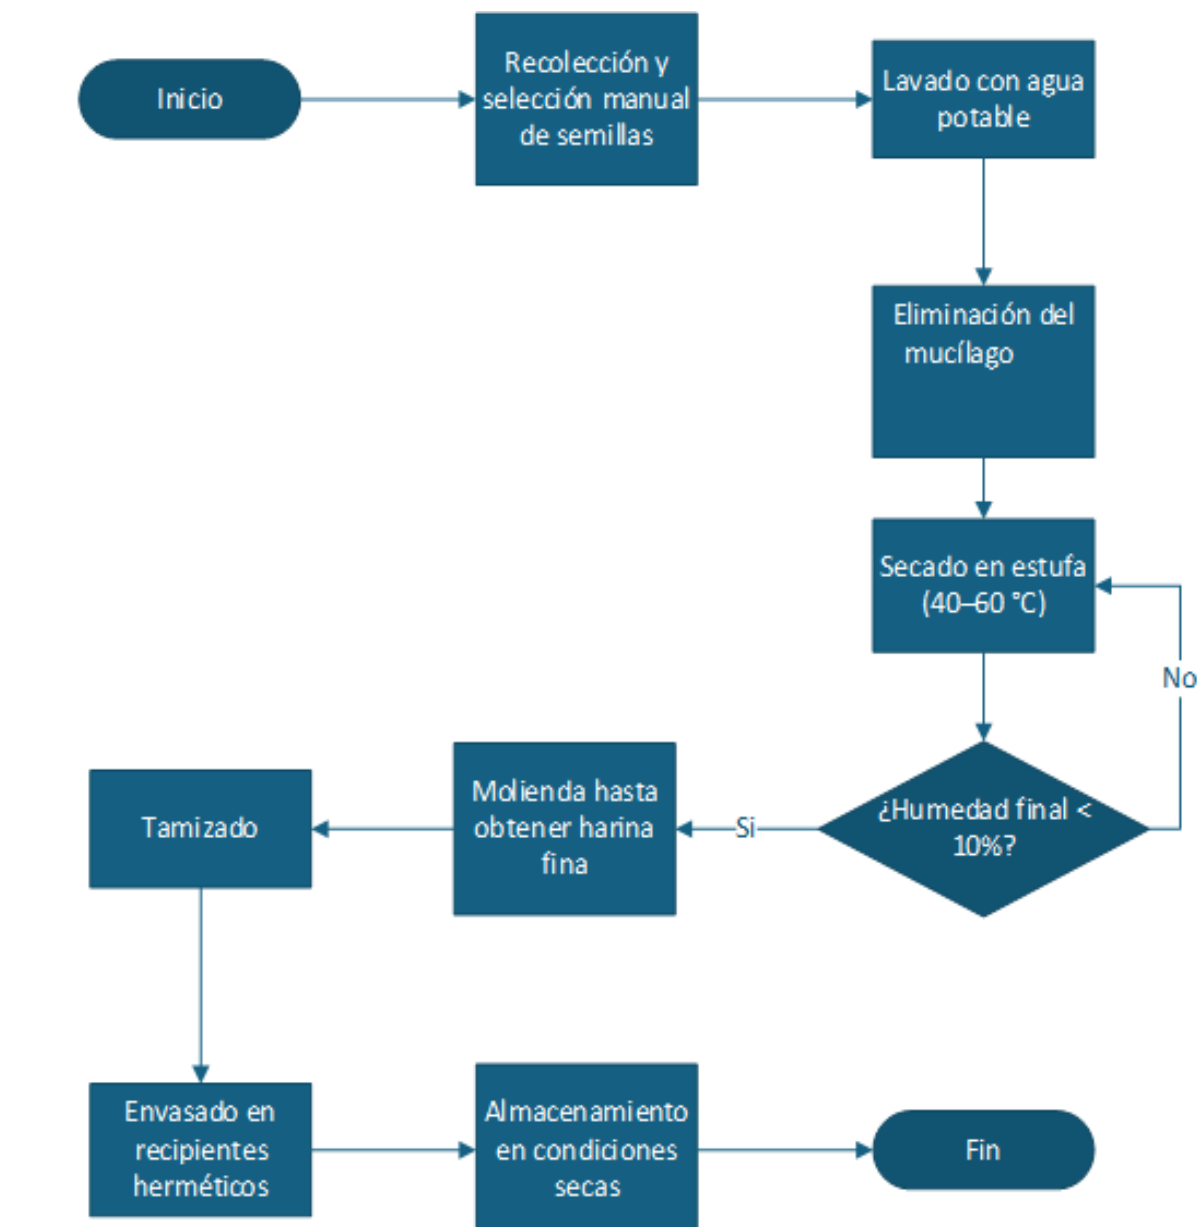 Inicio
Recolección y
selección manual
de semillas
Lavado con agua
potable
Eliminación del
mucílago
Secado en estufa
(40–60 °C)
No
¿Humedad final <
10%?
Si
Molienda hasta
obtener harina
fina
Tamizado
Envasado en
recipientes
herméticos
Almacenamiento
en condiciones
secas
Fin